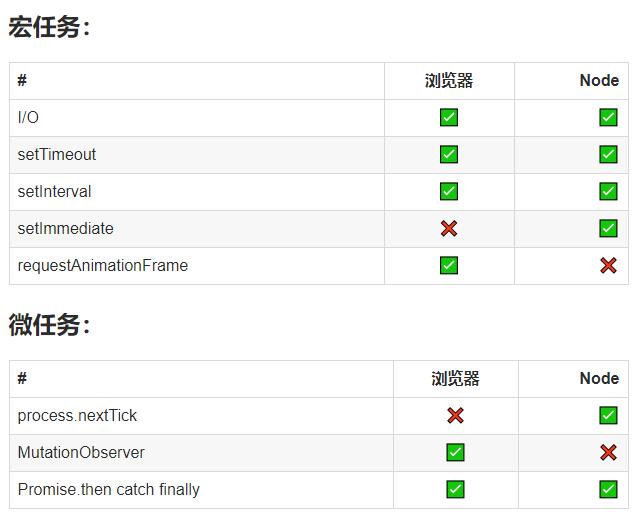 宏任务：
# 浏览器 Node
I/O ✅ ✅
setTimeout ✅ ✅
setInterval ✅ ✅
setImmediate ❌ ✅
requestAnimationFrame ✅ ❌
微任务：
# 浏览器 Node
process.nextTick ❌ ✅
MutationObserver ✅ ❌
Promise.then catch finally ✅ ✅